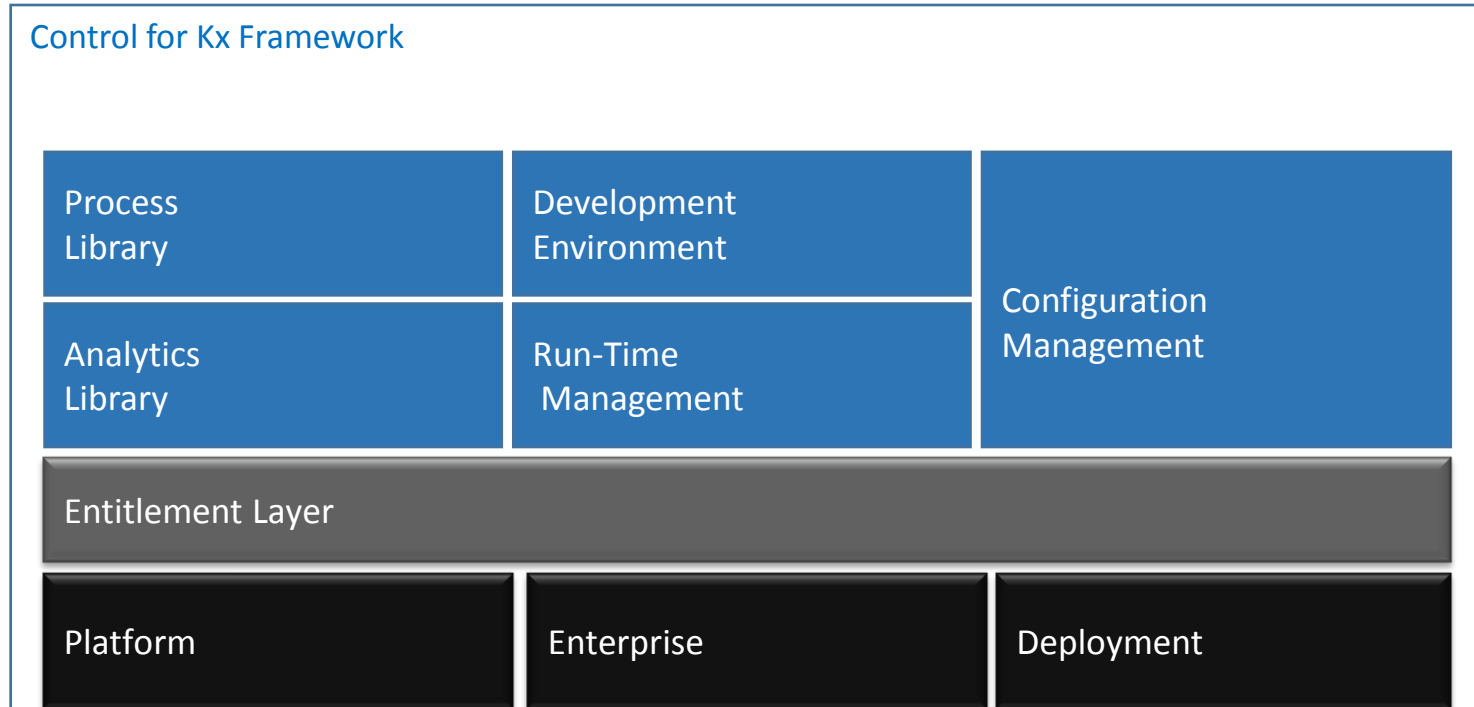 Control for Kx Framework
Process
Library
Development
Environment
Configuration
Management
Analytics
Library
Run-Time
Management
Entitlement Layer
Platform
Enterprise
Deployment